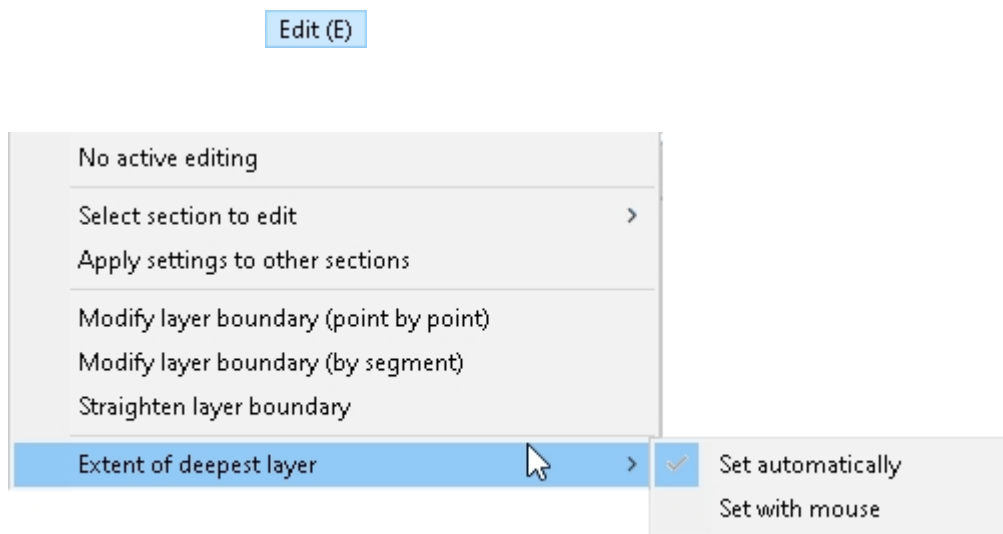 Edit (E)
No active editing
Select section to edit
Apply settings to other sections
Modify layer boundary (point by point)
Modify layer boundary (by segment)
Straighten layer boundary
Extent of deepest layer
Set automatically
Set with mouse